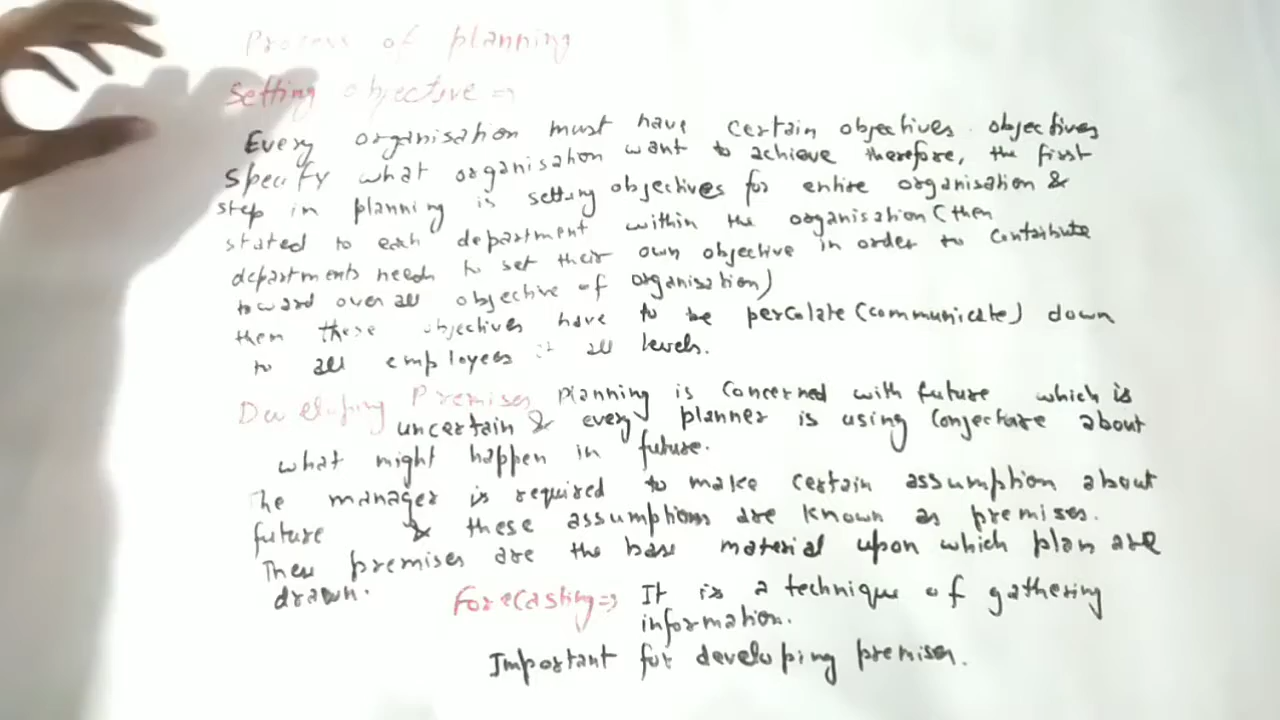 Process of planning
Setting objective ⇒
Every organisation must have certain objectives. objectives
specify what organisation want to achieve therefore, the first
step in planning is setting objectives for entire organisation &
stated to each department within the organisation (then
departments needs to set their own objective in order to contribute
toward over all objective of organisation)
then these objectives have to be percolate (communicate) down
to all employees at all levels.
Developing Premises Planning is concerned with future which is
uncertain & every planner is using conjecture about
what might happen in future.
The manager is required to make certain assumption about
future & these assumptions are known as premises.
These premises are the base material upon which plan are
drawn.
Forecasting ⇒ It is a technique of gathering
information.
Important for developing premises.